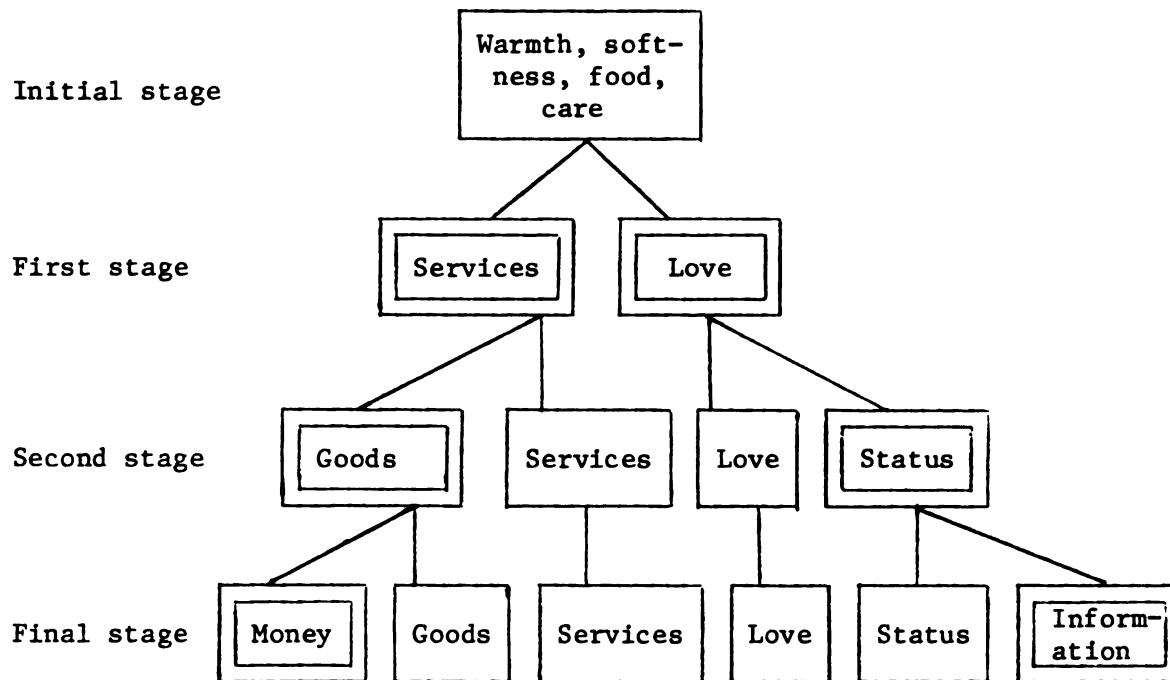 Warmth, soft-
ness, food,
care
Initial stage
First stage
Services
Love
Second stage
Goods
Services
Love
Status
Final stage
Money
Goods
Services
Love
Status
Inform-
ation